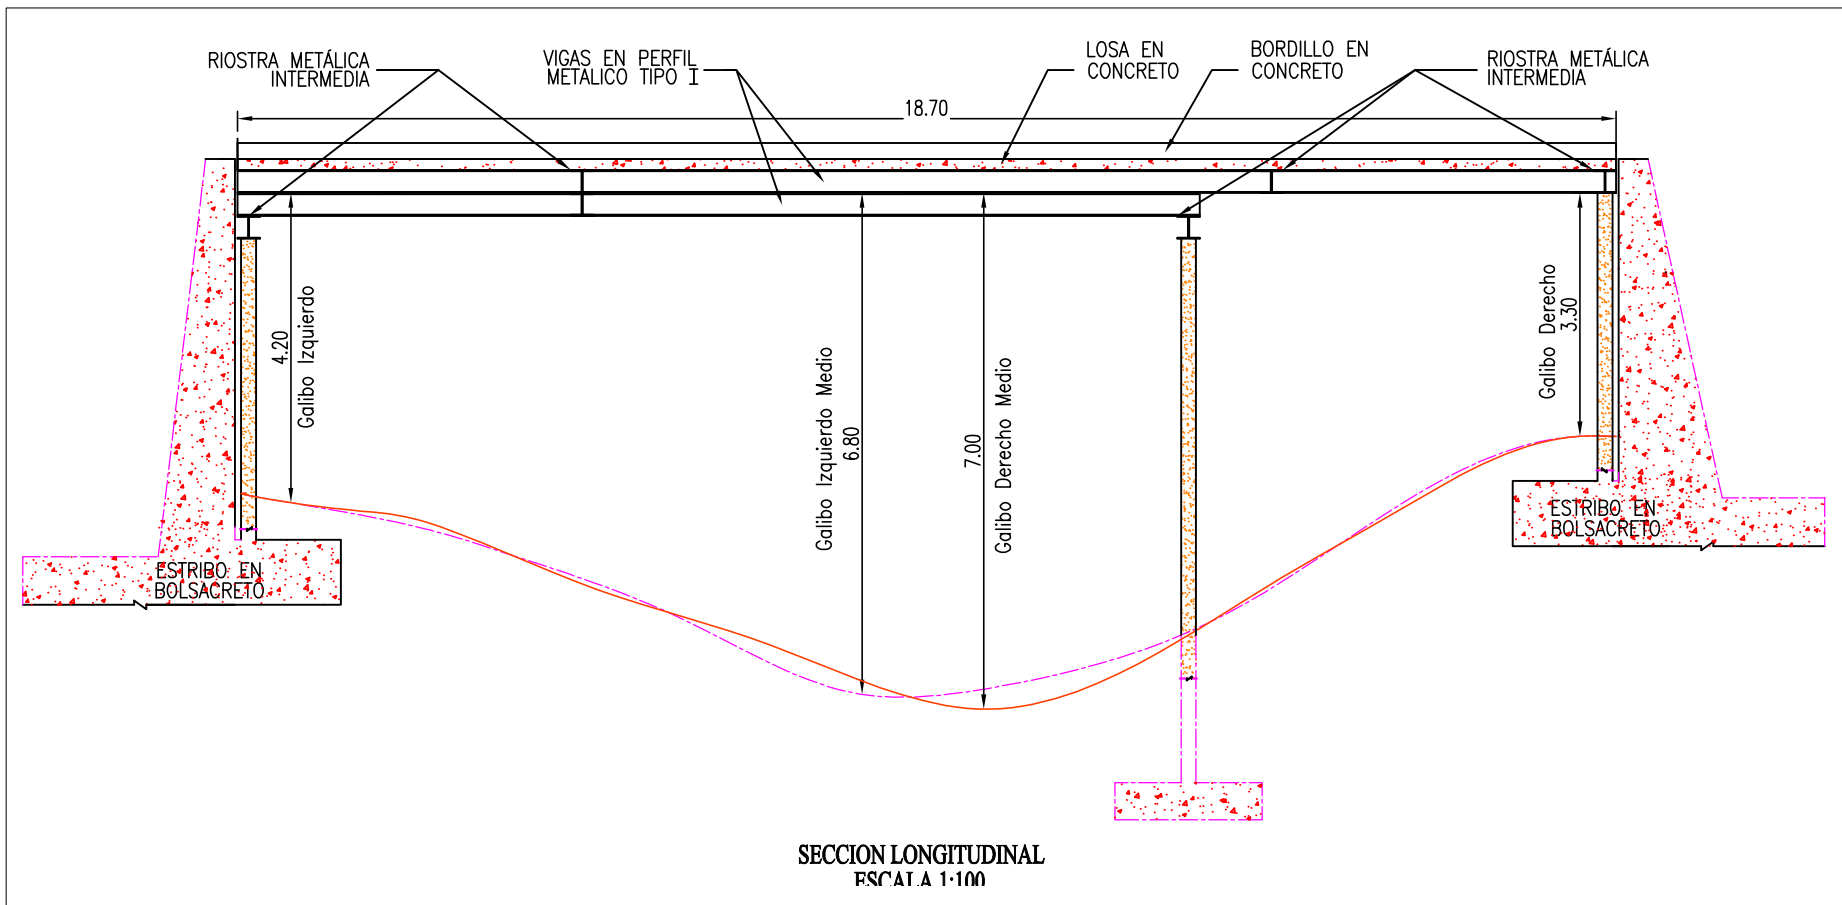 RIOSTRA METÁLICA
INTERMEDIA
VIGAS EN PERFIL
METALICO TIPO I
LOSA EN
CONCRETO
BORDILLO EN
CONCRETO
RIOSTRA METÁLICA
INTERMEDIA
18.70
4.20
Galibo Izquierdo
Galibo Izquierdo Medio
6.80
7.00
Galibo Derecho Medio
Galibo Derecho
3.30
ESTRIBO EN
BOLSACRETO
ESTRIBO EN
BOLSACRETO
SECCION LONGITUDINAL
ESCALA 1:100